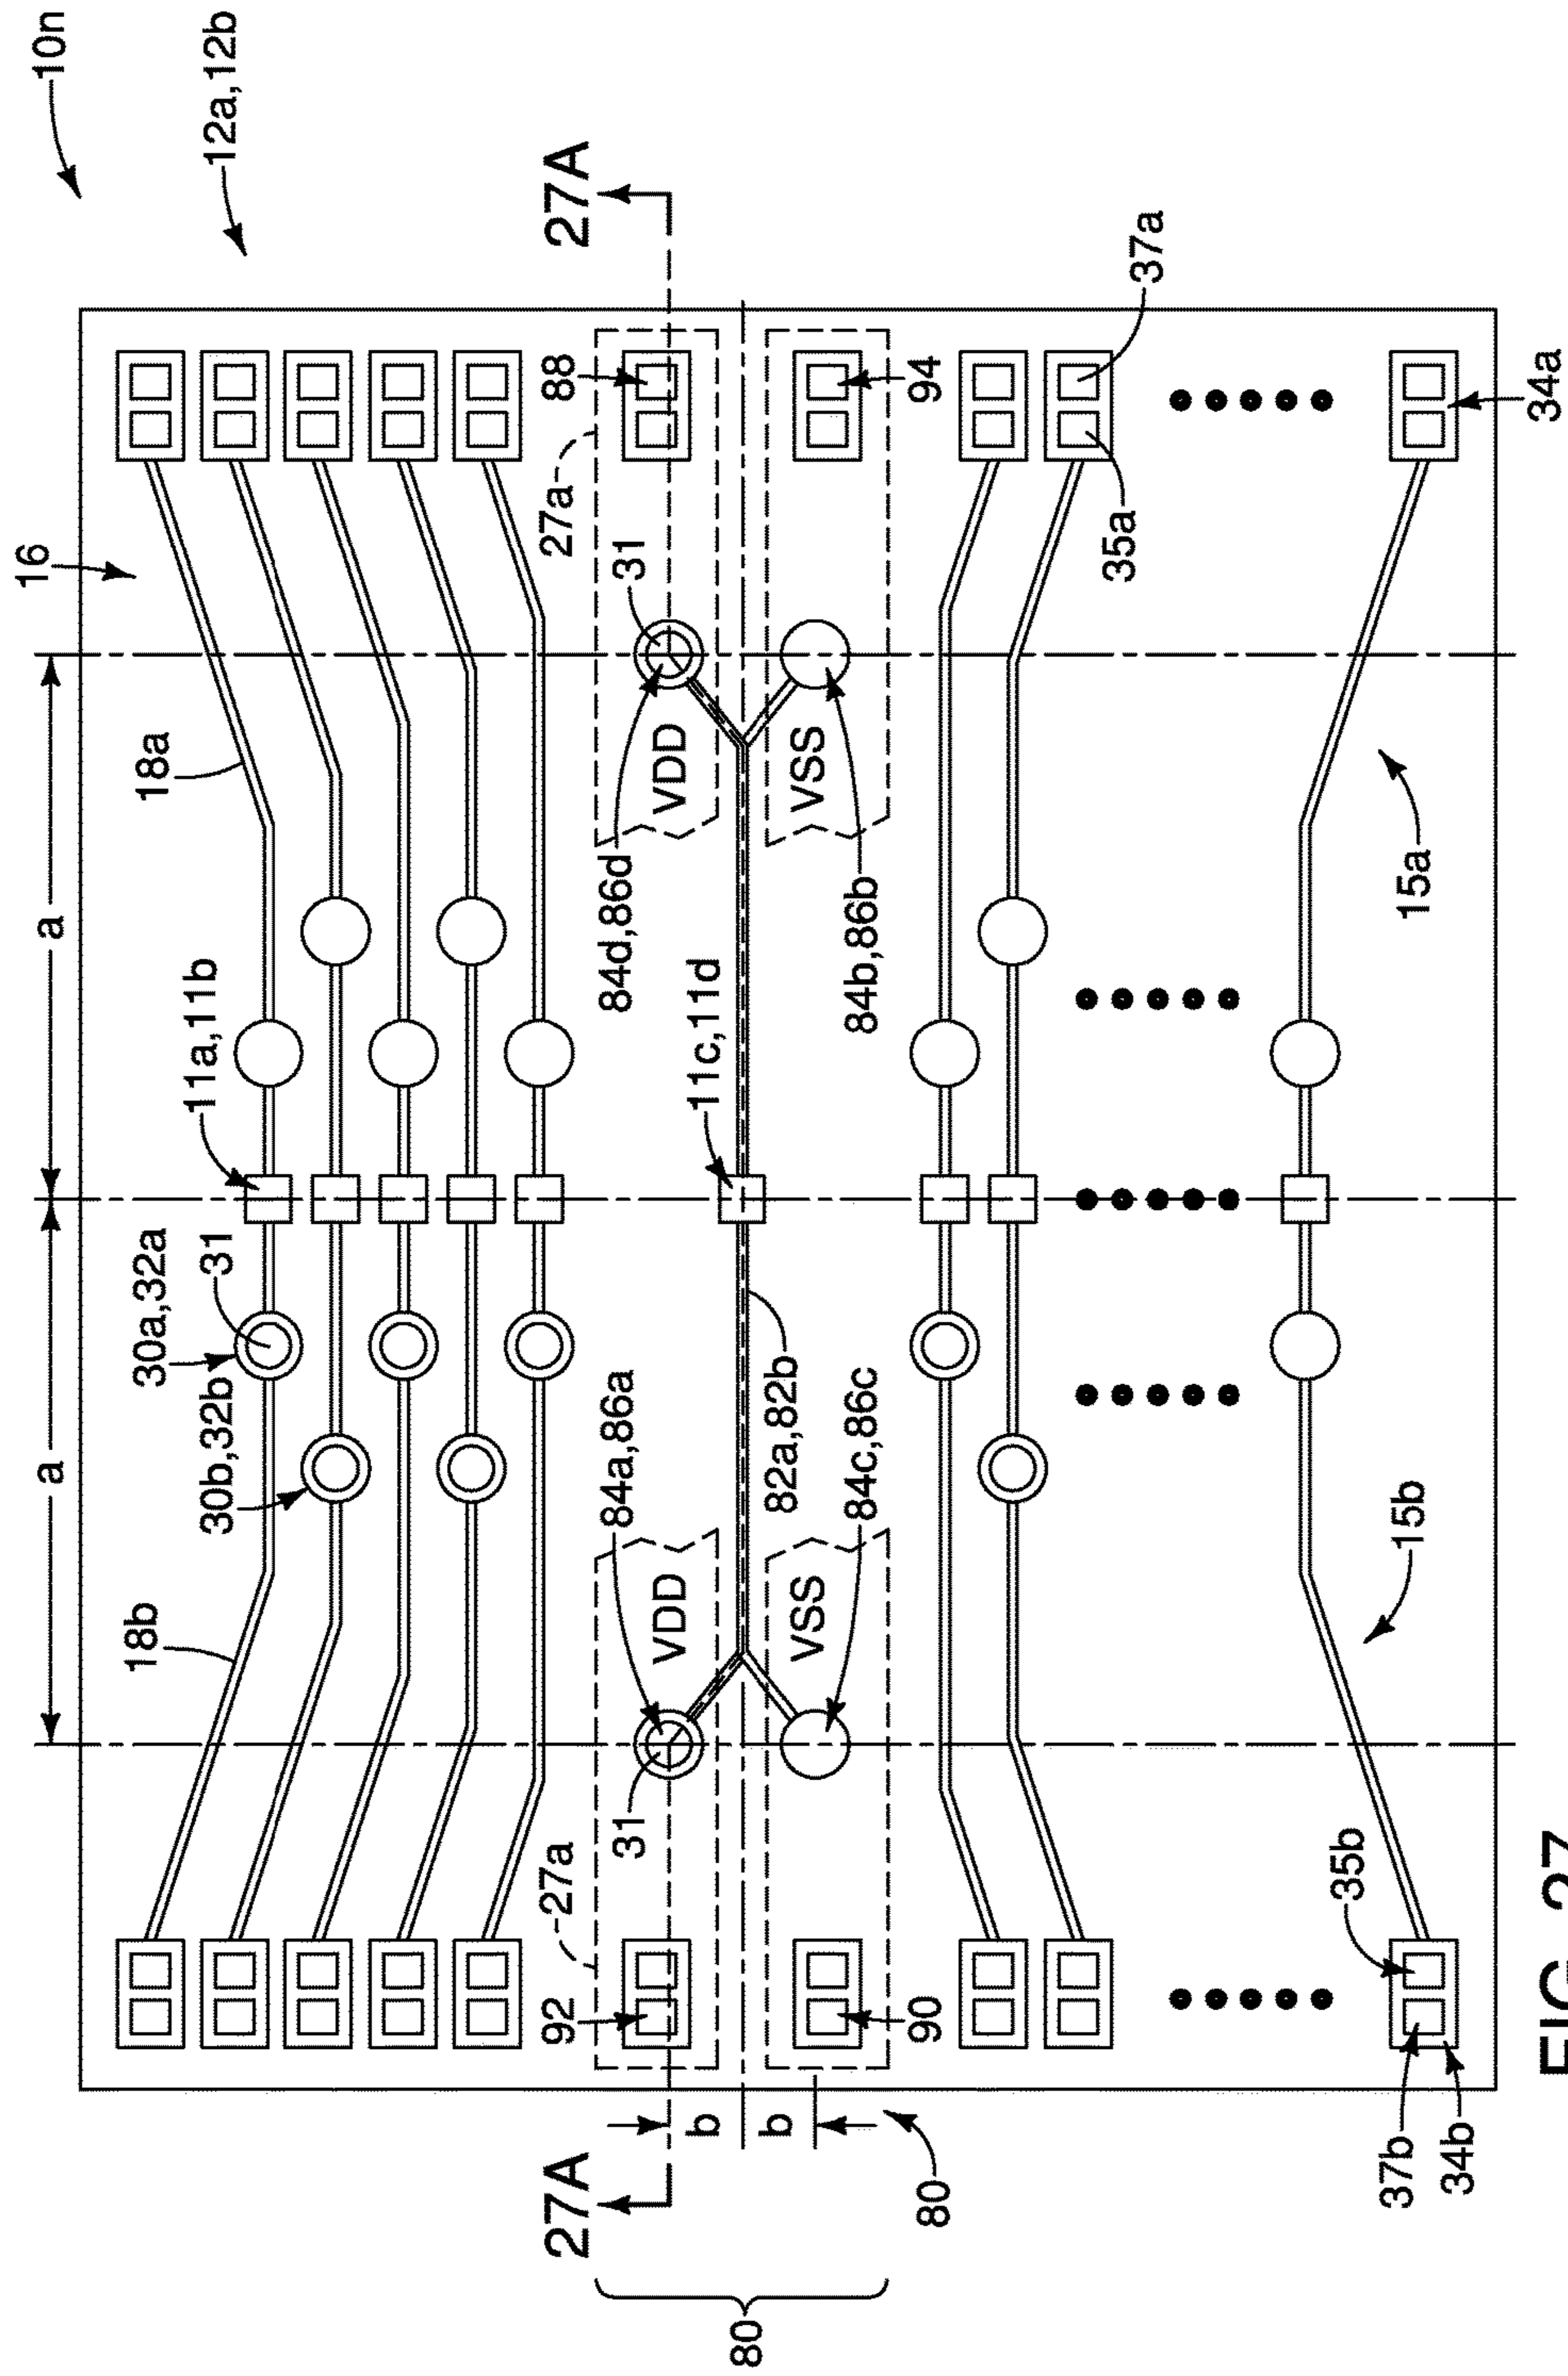 10n
12a,12b
16
a
a
18a
11a,11b
31
30a,32a
30b,32b
18b
27A
88
27a
31
84d,86d
VDD
VSS
84b,86b
94
11c,11d
82a,82b
84a,86a
84c,86c
VDD
VSS
31
27a
92
90
37a
35a
34a
15a
15b
35b
37b
34b
b
b
27A
80
80
FIG. 27